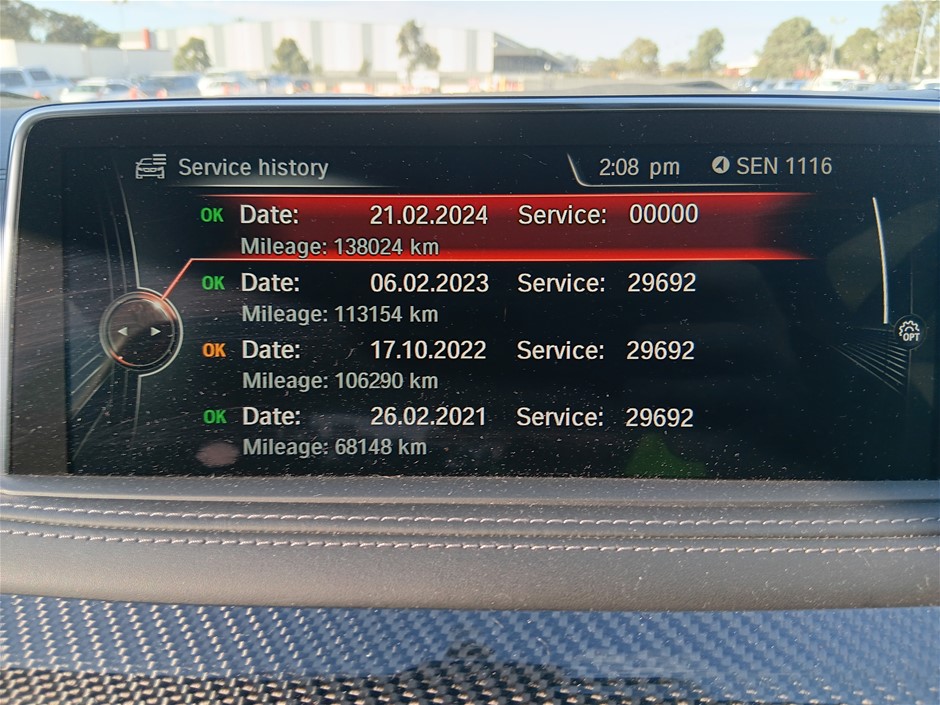 Service history 2:08 pm SEN 1116
OK Date: 21.02.2024 Service: 00000
Mileage: 138024 km
OK Date: 06.02.2023 Service: 29692
Mileage: 113154 km
OK Date: 17.10.2022 Service: 29692
Mileage: 106290 km
OPT
OK Date: 26.02.2021 Service: 29692
Mileage: 68148 km